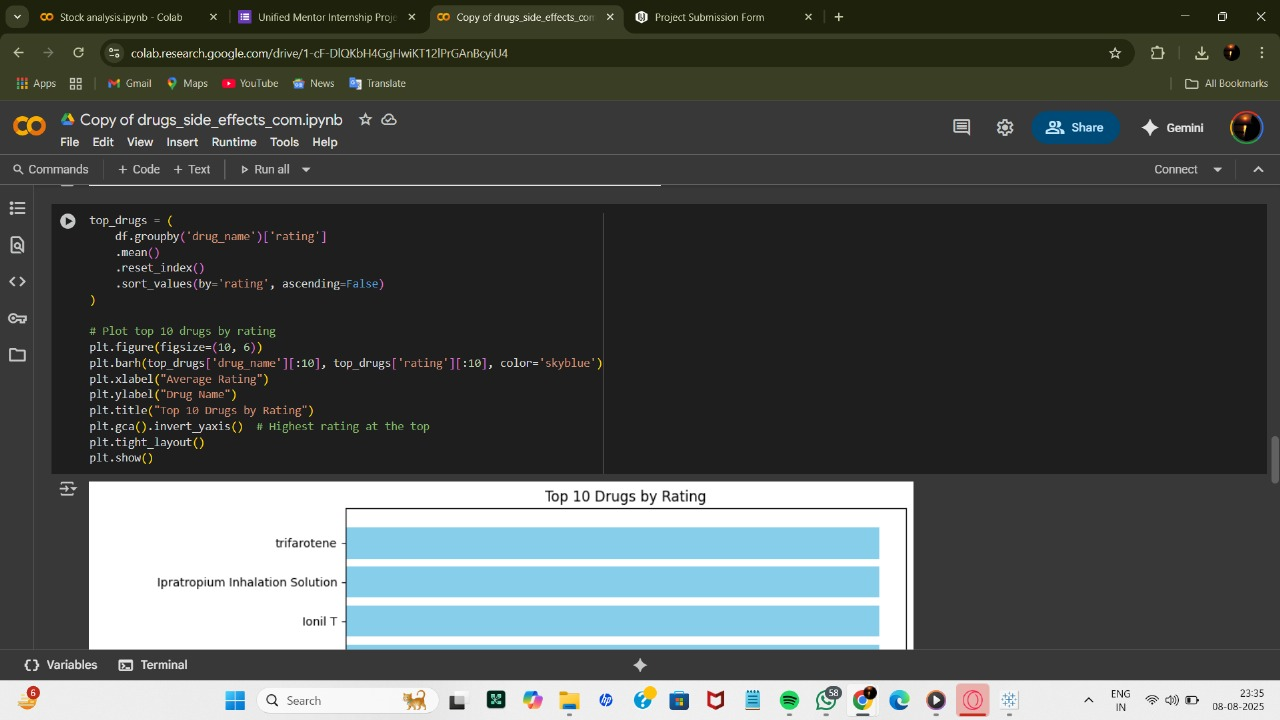 Stock analysis.ipynb - Colab
Unified Mentor Internship Proje
Copy of drugs_side_effects_com
Project Submission Form
colab.research.google.com/drive/1-cF-DlQKbH4GgHwiKT12lPrGAnBcyiU4
Apps
Gmail
Maps
YouTube
News
Translate
All Bookmarks
Copy of drugs_side_effects_com.ipynb
Share
Gemini
File Edit View Insert Runtime Tools Help
Commands
+ Code + Text
Run all
Connect
top_drugs = (
df.groupby('drug_name')['rating']
.mean()
.reset_index()
.sort_values(by='rating', ascending=False)
)
# Plot top 10 drugs by rating
plt.figure(figsize=(10, 6))
plt.barh(top_drugs['drug_name'][:10], top_drugs['rating'][:10], color='skyblue')
plt.xlabel("Average Rating")
plt.ylabel("Drug Name")
plt.title("Top 10 Drugs by Rating")
plt.gca().invert_yaxis()  # Highest rating at the top
plt.tight_layout()
plt.show()
Top 10 Drugs by Rating
trifarotene
Ipratropium Inhalation Solution
Ionil T
Variables
Terminal
6
Search
58
ENG
IN
23:35
08-08-2025